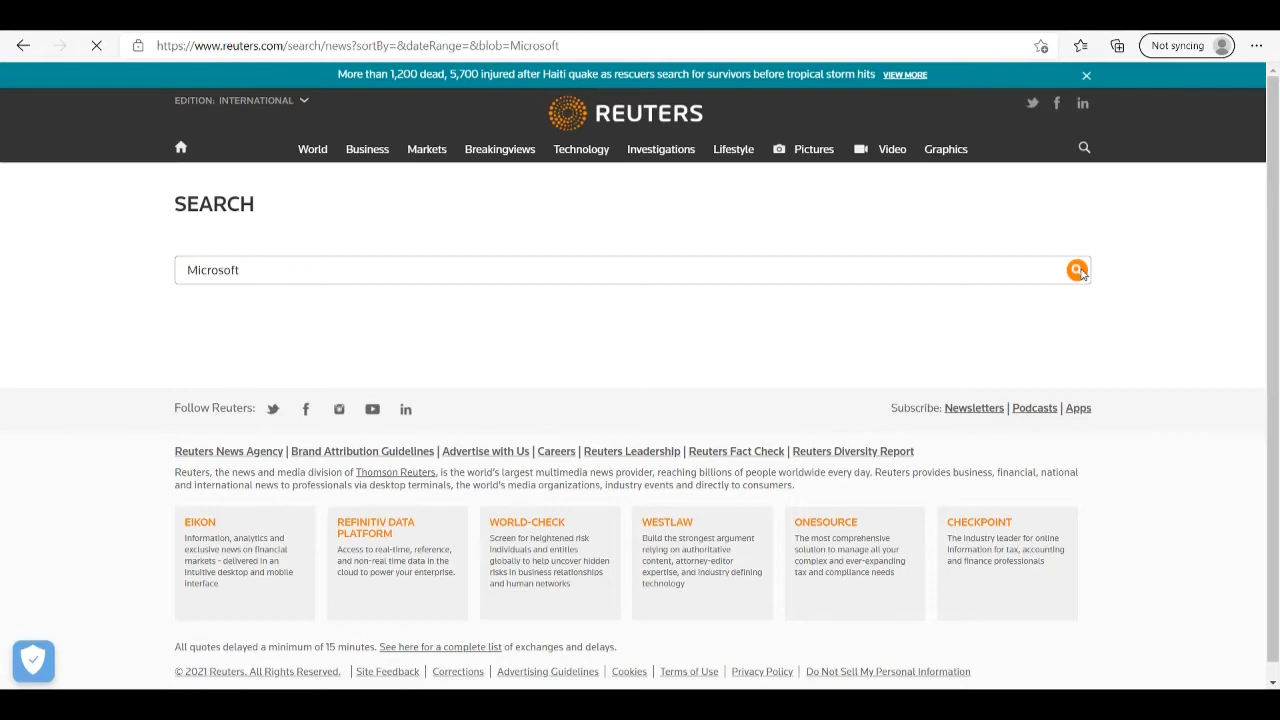 https://www.reuters.com/search/news?sortBy=&dateRange=&blob=Microsoft
Not syncing
More than 1,200 dead, 5,700 injured after Haiti quake as rescuers search for survivors before tropical storm hits VIEW MORE
EDITION: INTERNATIONAL
REUTERS
World Business Markets Breakingviews Technology Investigations Lifestyle Pictures Video Graphics
SEARCH
Microsoft
Follow Reuters:
Subscribe: Newsletters | Podcasts | Apps
Reuters News Agency | Brand Attribution Guidelines | Advertise with Us | Careers | Reuters Leadership | Reuters Fact Check | Reuters Diversity Report
Reuters, the news and media division of Thomson Reuters, is the world's largest multimedia news provider, reaching billions of people worldwide every day. Reuters provides business, financial, national
and international news to professionals via desktop terminals, the world's media organizations, industry events and directly to consumers.
EIKON
Information, analytics and
exclusive news on financial
markets - delivered in an
intuitive desktop and mobile
interface
REFINITIV DATA
PLATFORM
Access to real-time, reference,
and non-real time data in the
cloud to power your enterprise.
WORLD-CHECK
Screen for heightened risk
individuals and entities
globally to help uncover hidden
risks in business relationships
and human networks
WESTLAW
Build the strongest argument
relying on authoritative
content, attorney-editor
expertise, and industry defining
technology
ONESOURCE
The most comprehensive
solution to manage all your
complex and ever-expanding
tax and compliance needs
CHECKPOINT
The industry leader for online
information for tax, accounting
and finance professionals
All quotes delayed a minimum of 15 minutes. See here for a complete list of exchanges and delays.
© 2021 Reuters. All Rights Reserved. | Site Feedback | Corrections | Advertising Guidelines | Cookies | Terms of Use | Privacy Policy | Do Not Sell My Personal Information